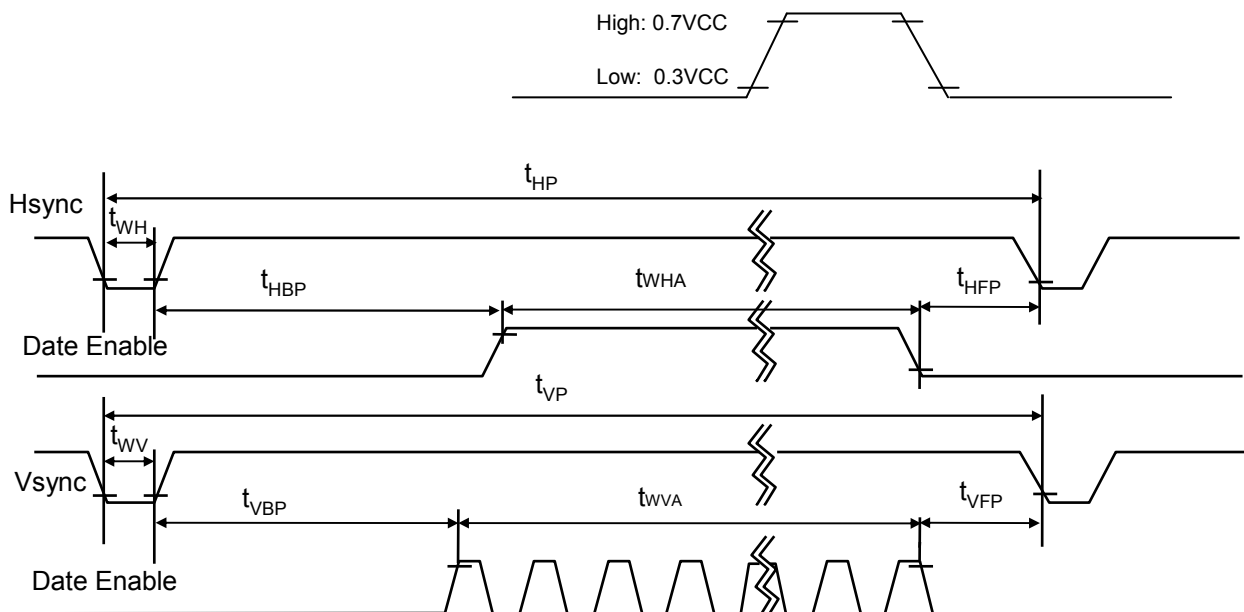 High: 0.7VCC
Low: 0.3VCC
tHP
Hsync
tWH
tHBP
tWHA
tHFP
Date Enable
tVP
tWV
Vsync
tVBP
tWVA
tVFP
Date Enable